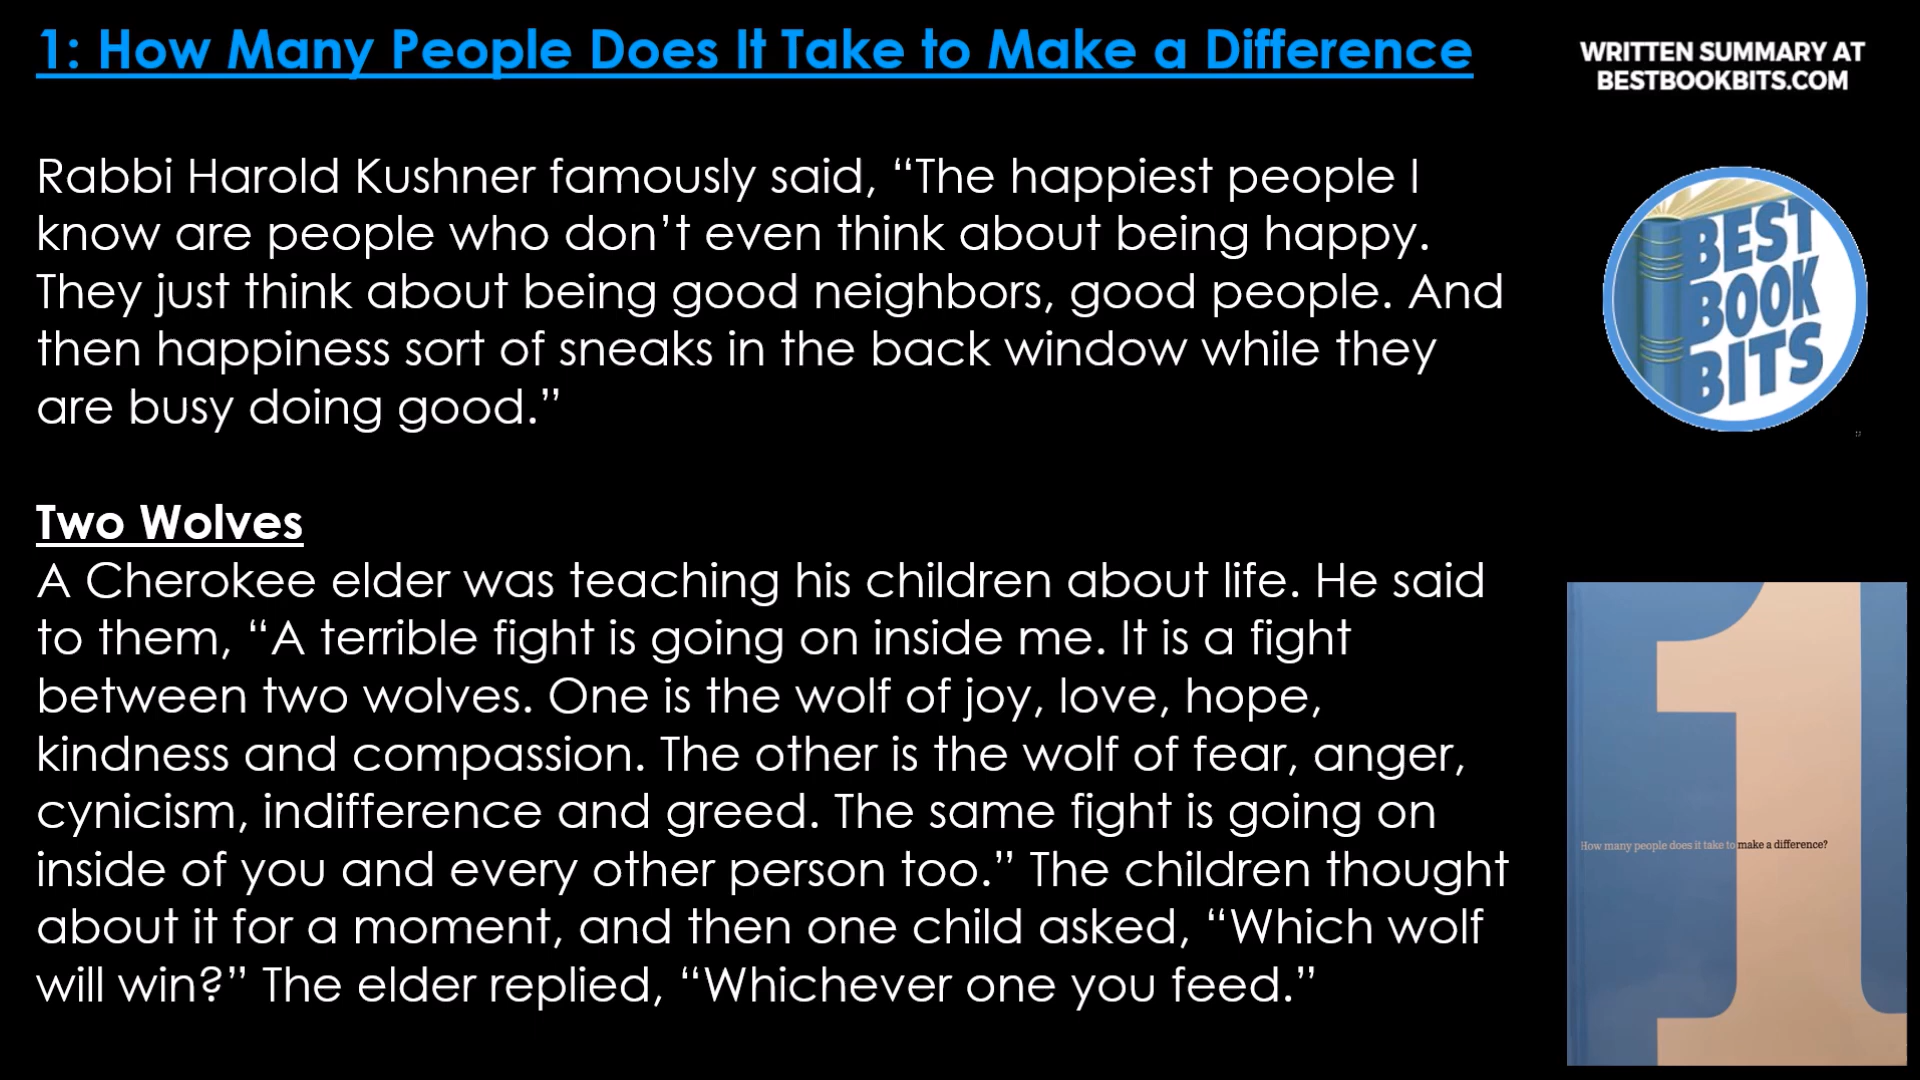 1: How Many People Does It Take to Make a Difference
WRITTEN SUMMARY AT
BESTBOOKBITS.COM
Rabbi Harold Kushner famously said, “The happiest people I
know are people who don’t even think about being happy.
They just think about being good neighbors, good people. And
then happiness sort of sneaks in the back window while they
are busy doing good.”
BEST
BOOK
BITS
Two Wolves
A Cherokee elder was teaching his children about life. He said
to them, “A terrible fight is going on inside me. It is a fight
between two wolves. One is the wolf of joy, love, hope,
kindness and compassion. The other is the wolf of fear, anger,
cynicism, indifference and greed. The same fight is going on
inside of you and every other person too.” The children thought
about it for a moment, and then one child asked, “Which wolf
will win?” The elder replied, “Whichever one you feed.”
1
How many people does it take to make a difference?